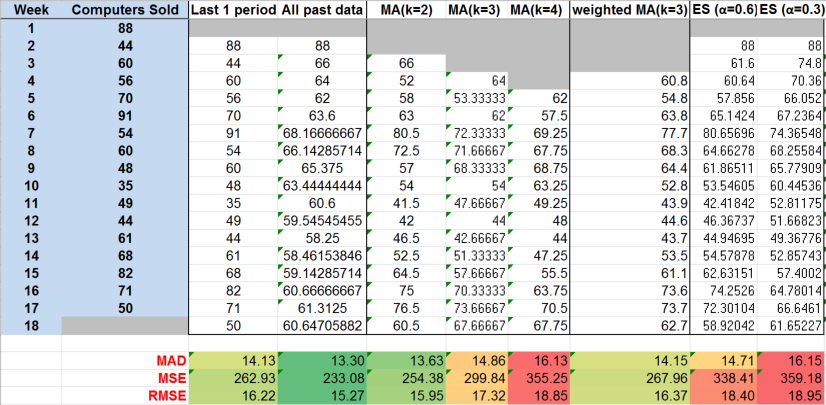 Week Computers Sold Last 1 period All past data MA(k=2) MA(k=3) MA(k=4) weighted MA(k=3) ES (α=0.6) ES (α=0.3)
1 88
2 44 88 88 88 88
3 60 44 66 66 61.6 74.8
4 56 60 64 52 64 60.8 60.64 70.36
5 70 56 62 58 53.33333 62 54.8 57.856 66.052
6 91 70 63.6 63 62 57.5 63.8 65.1424 67.2364
7 54 91 68.16666667 80.5 72.33333 69.25 77.7 80.65696 74.36548
8 60 54 66.14285714 72.5 71.66667 67.75 68.3 64.66278 68.25584
9 48 60 65.375 57 68.33333 68.75 64.4 61.86511 65.77909
10 35 48 63.44444444 54 54 63.25 52.8 53.54605 60.44536
11 49 35 60.6 41.5 47.66667 49.25 43.9 42.41842 52.81175
12 44 49 59.54545455 42 44 48 44.6 46.36737 51.66823
13 61 44 58.25 46.5 42.66667 44 43.7 44.94695 49.36776
14 68 61 58.46153846 52.5 51.33333 47.25 53.5 54.57878 52.85743
15 82 68 59.14285714 64.5 57.66667 55.5 61.1 62.63151 57.4002
16 71 82 60.66666667 75 70.33333 63.75 73.6 74.2526 64.78014
17 50 71 61.3125 76.5 73.66667 70.5 73.7 72.30104 66.6461
18 50 60.64705882 60.5 67.66667 67.75 62.7 58.92042 61.65227
MAD 14.13 13.30 13.63 14.86 16.13 14.15 14.71 16.15
MSE 262.93 233.08 254.38 299.84 355.25 267.96 338.41 359.18
RMSE 16.22 15.27 15.95 17.32 18.85 16.37 18.40 18.95